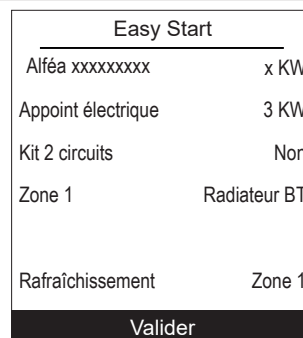 Easy Start
Alféa xxxxxxxxx x KW
Appoint électrique 3 KW
Kit 2 circuits Non
Zone 1 Radiateur BT
Rafraîchissement Zone 1
Valider